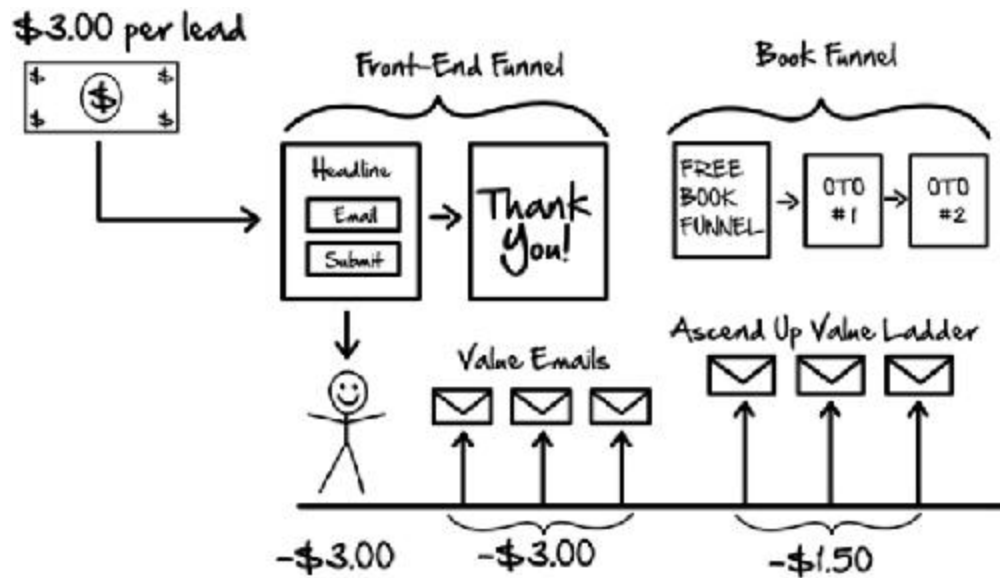 $3.00 per lead
$ $
$
$ $
Front-End Funnel
Headline
Email
Submit
Thank
You!
Book Funnel
FREE
BOOK
FUNNEL
OTO
#1
OTO
#2
Value Emails
Ascend Up Value Ladder
-$3.00
-$3.00
-$1.50